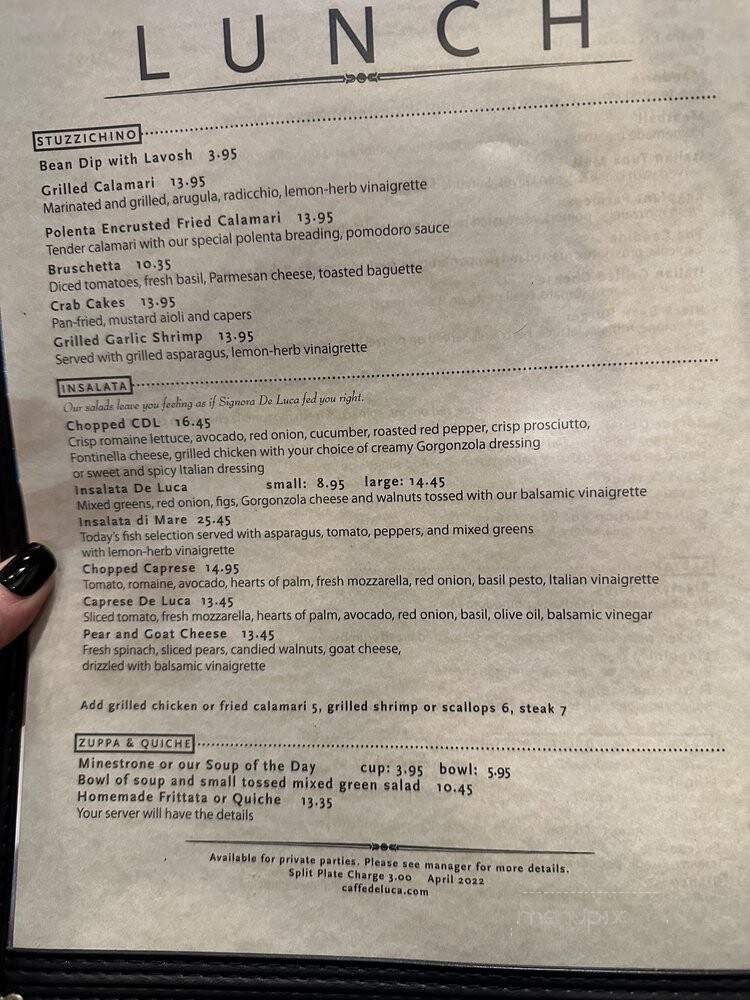 LUNCH
STUZZICHINO
Bean Dip with Lavosh 3.95
Grilled Calamari 13.95
Marinated and grilled, arugula, radicchio, lemon-herb vinaigrette
Polenta Encrusted Fried Calamari 13.95
Tender calamari with our special polenta breading, pomodoro sauce
Bruschetta 10.35
Diced tomatoes, fresh basil, Parmesan cheese, toasted baguette
Crab Cakes 13.95
Pan-fried, mustard aioli and capers
Grilled Garlic Shrimp 13.95
Served with grilled asparagus, lemon-herb vinaigrette
INSALATA
Our salads leave you feeling as if Signora De Luca fed you right.
Chopped CDL 16.45
Crisp romaine lettuce, avocado, red onion, cucumber, roasted red pepper, crisp prosciutto,
Fontinella cheese, grilled chicken with your choice of creamy Gorgonzola dressing
or sweet and spicy Italian dressing
Insalata De Luca small: 8.95 large: 14.45
Mixed greens, red onion, figs, Gorgonzola cheese and walnuts tossed with our balsamic vinaigrette
Insalata di Mare 25.45
Today's fish selection served with asparagus, tomato, peppers, and mixed greens
with lemon-herb vinaigrette
Chopped Caprese 14.95
Tomato, romaine, avocado, hearts of palm, fresh mozzarella, red onion, basil pesto, Italian vinaigrette
Caprese De Luca 13.45
Sliced tomato, fresh mozzarella, hearts of palm, avocado, red onion, basil, olive oil, balsamic vinegar
Pear and Goat Cheese 13.45
Fresh spinach, sliced pears, candied walnuts, goat cheese,
drizzled with balsamic vinaigrette
Add grilled chicken or fried calamari 5, grilled shrimp or scallops 6, steak 7
ZUPPA & QUICHE
Minestrone or our Soup of the Day cup: 3.95 bowl: 5.95
Bowl of soup and small tossed mixed green salad 10.45
Homemade Frittata or Quiche 13.35
Your server will have the details
Available for private parties. Please see manager for more details.
Split Plate Charge 3.00 April 2022
caffedeluca.com